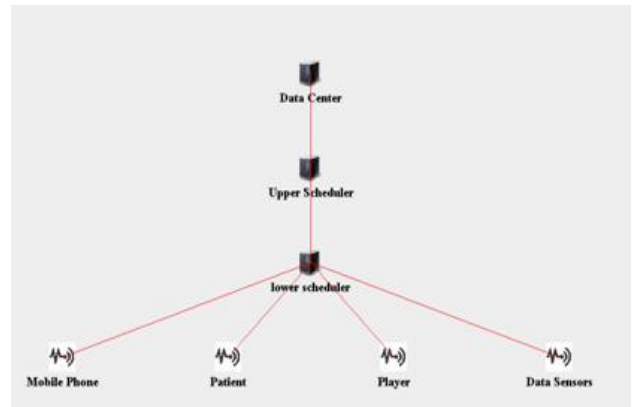 Data Center
Upper Scheduler
lower scheduler
Mobile Phone
Patient
Player
Data Sensors